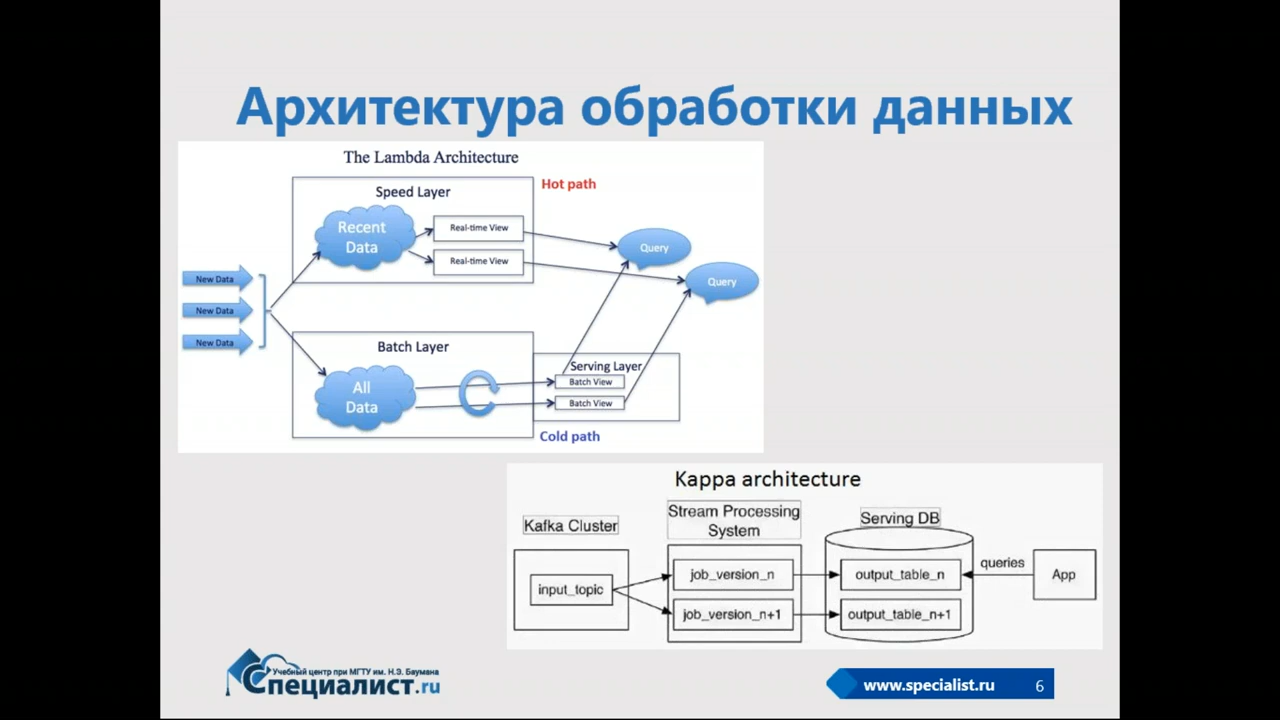 Архитектура обработки данных
The Lambda Architecture
Speed Layer
Hot path
Recent
Data
Real-time View
Real-time View
Query
Query
New Data
New Data
New Data
Batch Layer
All
Data
Serving Layer
Batch View
Batch View
Cold path
Kappa architecture
Kafka Cluster
Stream Processing
System
Serving DB
input_topic
job_version_n
job_version_n+1
output_table_n
output_table_n+1
queries
App
Учебный центр при МГТУ им. Н.Э. Баумана
Специалист.ru
www.specialist.ru
6